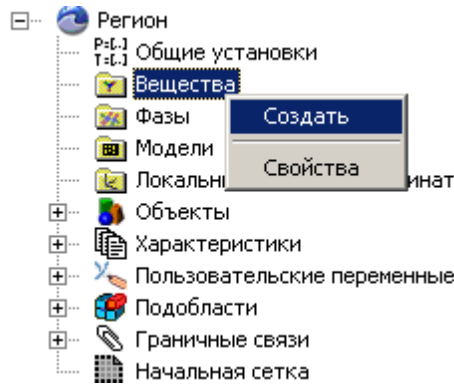 Регион
P=[..]
T=[..] Общие установки
Вещества
Фазы
Создать
Модели
Свойства
Локальн инат
Объекты
Характеристики
Пользовательские переменные
Подобласти
Граничные связи
Начальная сетка